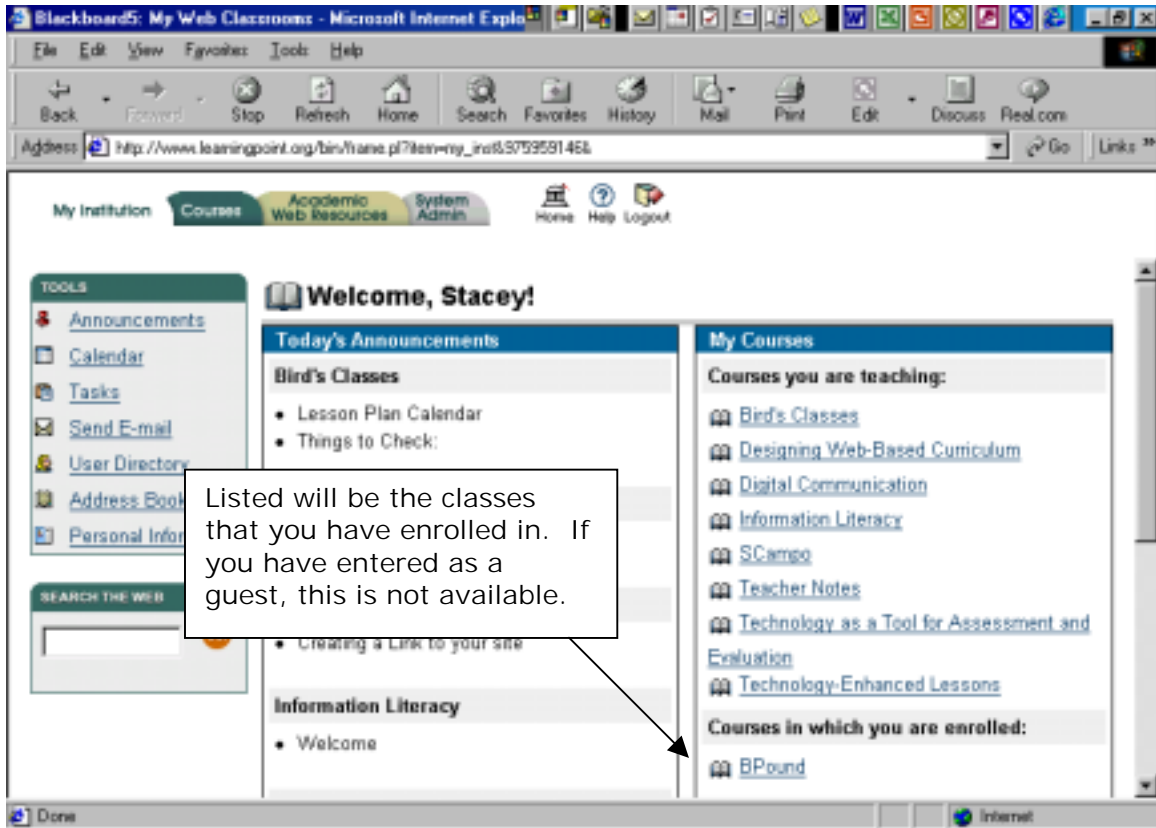 Blackboard5: My Web Classrooms - Microsoft Internet Explo
File Edit View Favorites Tools Help
Back Forward Stop Refresh Home Search Favorites History Mail Print Edit Discuss Real.com
Address http://www.learningpoint.org/bin/frame.pl?item=my_inst&975959146& Go Links »
My Institution Courses Academic Web Resources System Admin Home Help Logout
TOOLS
Announcements
Calendar
Tasks
Send E-mail
User Directory
Address Book
Personal Infor
SEARCH THE WEB
Welcome, Stacey!
Today's Announcements
Bird's Classes
• Lesson Plan Calendar
• Things to Check:
Listed will be the classes
that you have enrolled in. If
you have entered as a
guest, this is not available.
• Creating a Link to your site
Information Literacy
• Welcome
My Courses
Courses you are teaching:
Bird's Classes
Designing Web-Based Curriculum
Digital Communication
Information Literacy
SCampo
Teacher Notes
Technology as a Tool for Assessment and
Evaluation
Technology-Enhanced Lessons
Courses in which you are enrolled:
BPound
Done Internet